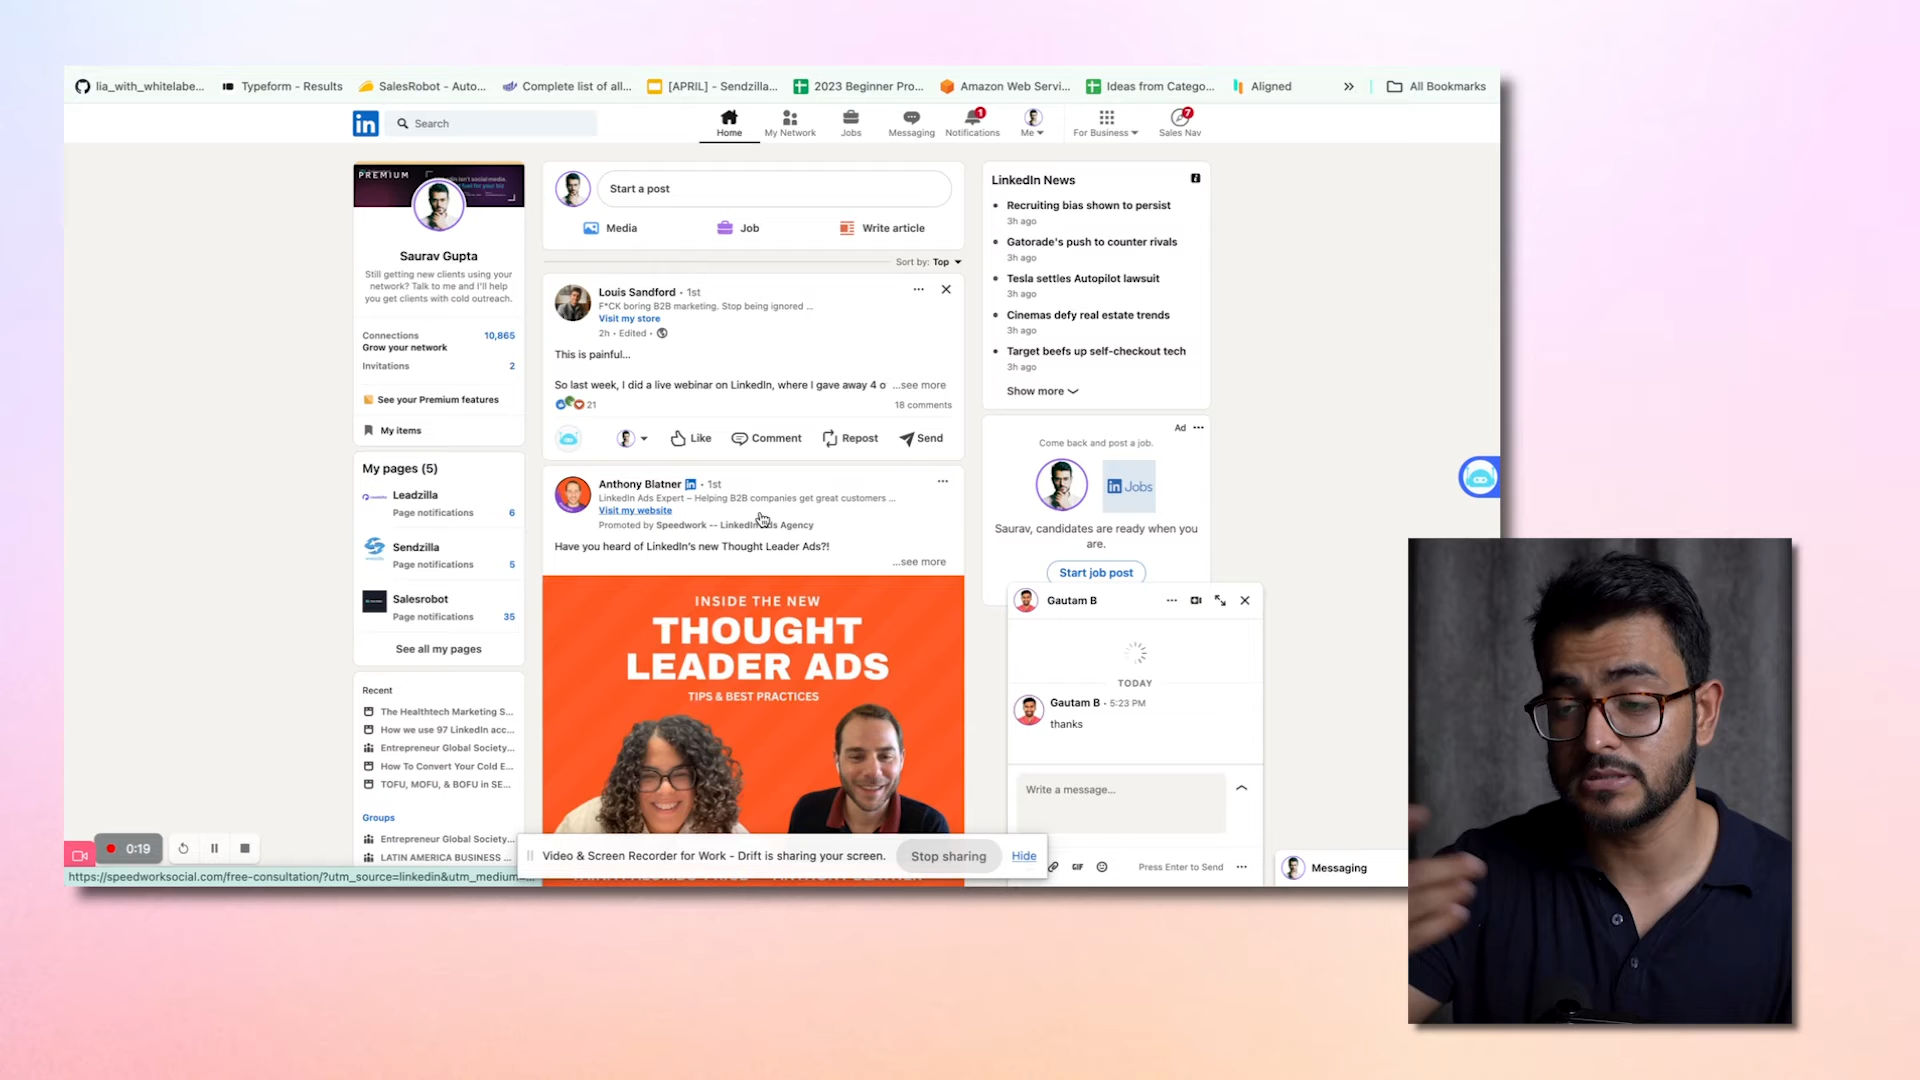 lia_with_whitelabe...
Typeform - Results
SalesRobot - Auto...
Complete list of all...
[APRIL] - Sendzilla...
2023 Beginner Pro...
Amazon Web Servi...
Ideas from Catego...
Aligned
All Bookmarks
in
Search
Home
My Network
Jobs
Messaging
1
Notifications
Me
For Business
7
Sales Nav
PREMIUM
Saurav Gupta
Still getting new clients using your
network? Talk to me and I'll help
you get clients with cold outreach.
Connections 10,865
Grow your network
Invitations 2
See your Premium features
My items
My pages (5)
Leadzilla
Page notifications 6
Sendzilla
Page notifications 5
Salesrobot
Page notifications 35
See all my pages
Recent
The Healthtech Marketing S...
How we use 97 LinkedIn acc...
Entrepreneur Global Society...
How To Convert Your Cold E...
TOFU, MOFU, & BOFU in SE...
Groups
Entrepreneur Global Society...
LATIN AMERICA BUSINESS ...
Start a post
Media
Job
Write article
Sort by: Top
Louis Sandford • 1st
F*CK boring B2B marketing. Stop being ignored ...
Visit my store
2h • Edited •
This is painful...
So last week, I did a live webinar on LinkedIn, where I gave away 4 o ...see more
21
18 comments
Like
Comment
Repost
Send
Anthony Blatner in • 1st
LinkedIn Ads Expert – Helping B2B companies get great customers ...
Visit my website
Promoted by Speedwork -- LinkedIn Ads Agency
Have you heard of LinkedIn's new Thought Leader Ads?!
...see more
INSIDE THE NEW
THOUGHT
LEADER ADS
TIPS & BEST PRACTICES
LinkedIn News
Recruiting bias shown to persist
3h ago
Gatorade's push to counter rivals
3h ago
Tesla settles Autopilot lawsuit
3h ago
Cinemas defy real estate trends
3h ago
Target beefs up self-checkout tech
3h ago
Show more
Ad
Come back and post a job.
in Jobs
Saurav, candidates are ready when you
are.
Start job post
Gautam B
TODAY
Gautam B • 5:23 PM
thanks
Write a message...
GIF
Press Enter to Send
Messaging
0:19
Video & Screen Recorder for Work - Drift is sharing your screen.
Stop sharing
Hide
https://speedworksocial.com/free-consultation/?utm_source=linkedin&utm_medium=...